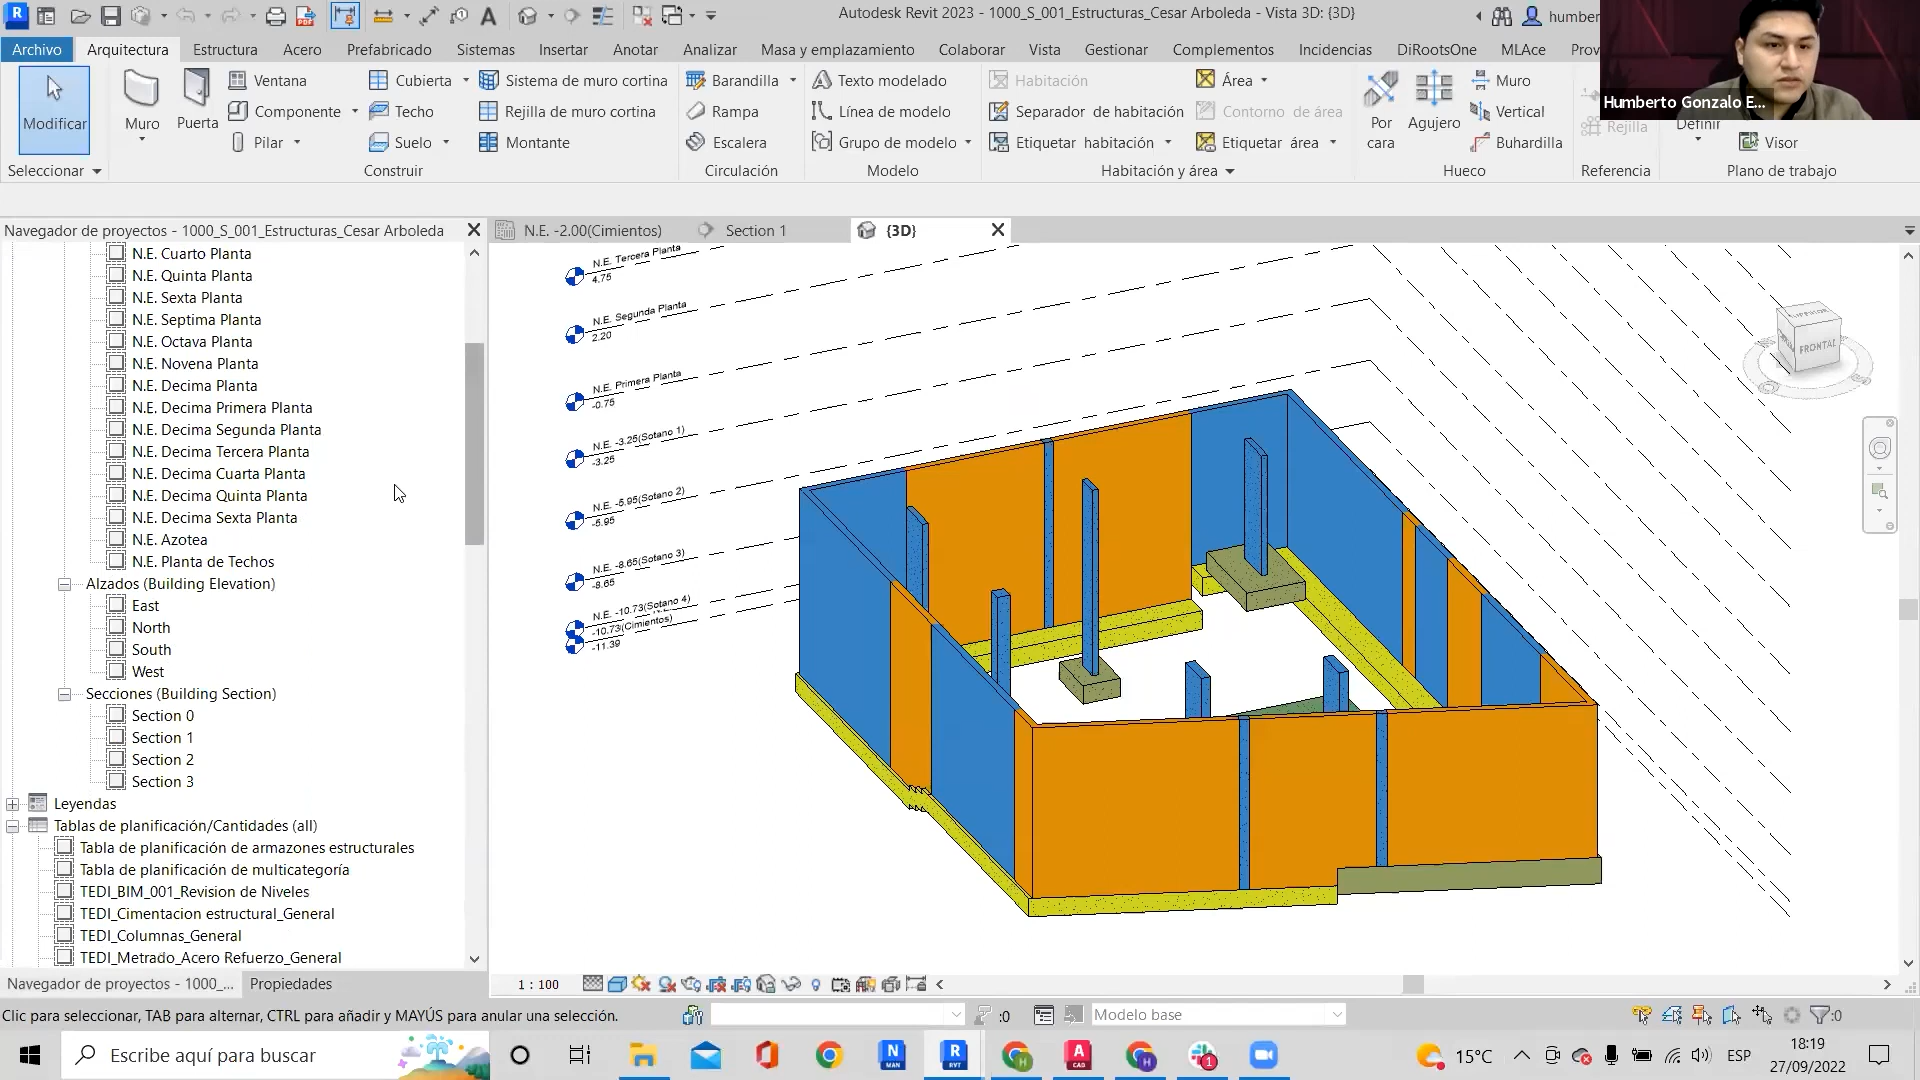 Autodesk Revit 2023 - 1000_S_001_Estructuras_Cesar Arboleda - Vista 3D: {3D}
humber
Archivo Arquitectura Estructura Acero Prefabricado Sistemas Insertar Anotar Analizar Masa y emplazamiento Colaborar Vista Gestionar Complementos Incidencias DiRootsOne MLAce Prov
Humberto Gonzalo E...
Modificar
Muro
Puerta
Ventana
Componente
Pilar
Cubierta
Techo
Suelo
Sistema de muro cortina
Rejilla de muro cortina
Montante
Barandilla
Rampa
Escalera
Texto modelado
Línea de modelo
Grupo de modelo
Habitación
Separador de habitación
Etiquetar habitación
Área
Contorno de área
Etiquetar área
Por cara
Agujero
Muro
Vertical
Buhardilla
Rejilla
Definir
Visor
Seleccionar Construir Circulación Modelo Habitación y área Hueco Referencia Plano de trabajo
Navegador de proyectos - 1000_S_001_Estructuras_Cesar Arboleda
N.E. -2.00(Cimientos) Section 1 {3D}
N.E. Cuarto Planta
N.E. Quinta Planta
N.E. Sexta Planta
N.E. Septima Planta
N.E. Octava Planta
N.E. Novena Planta
N.E. Decima Planta
N.E. Decima Primera Planta
N.E. Decima Segunda Planta
N.E. Decima Tercera Planta
N.E. Decima Cuarta Planta
N.E. Decima Quinta Planta
N.E. Decima Sexta Planta
N.E. Azotea
N.E. Planta de Techos
Alzados (Building Elevation)
East
North
South
West
Secciones (Building Section)
Section 0
Section 1
Section 2
Section 3
Leyendas
Tablas de planificación/Cantidades (all)
Tabla de planificación de armazones estructurales
Tabla de planificación de multicategoría
TEDI_BIM_001_Revision de Niveles
TEDI_Cimentacion estructural_General
TEDI_Columnas_General
TEDI_Metrado_Acero Refuerzo_General
Navegador de proyectos - 1000_... Propiedades
N.E. Tercera Planta
4.75
N.E. Segunda Planta
2.20
N.E. Primera Planta
-0.75
N.E. -3.25(Sotano 1)
-3.25
N.E. -5.95(Sotano 2)
-5.95
N.E. -8.65(Sotano 3)
-8.65
N.E. -10.73(Sotano 4)
-10.73(Cimientos)
-11.39
SUPERIOR
FRONTAL
1 : 100
Clic para seleccionar, TAB para alternar, CTRL para añadir y MAYÚS para anular una selección.
:0
Modelo base
:0
Escribe aquí para buscar
15°C
ESP
18:19
27/09/2022